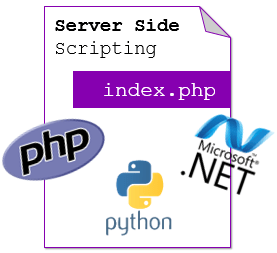 Server Side
Scripting
index.php
php
Microsoft®
.NET
python